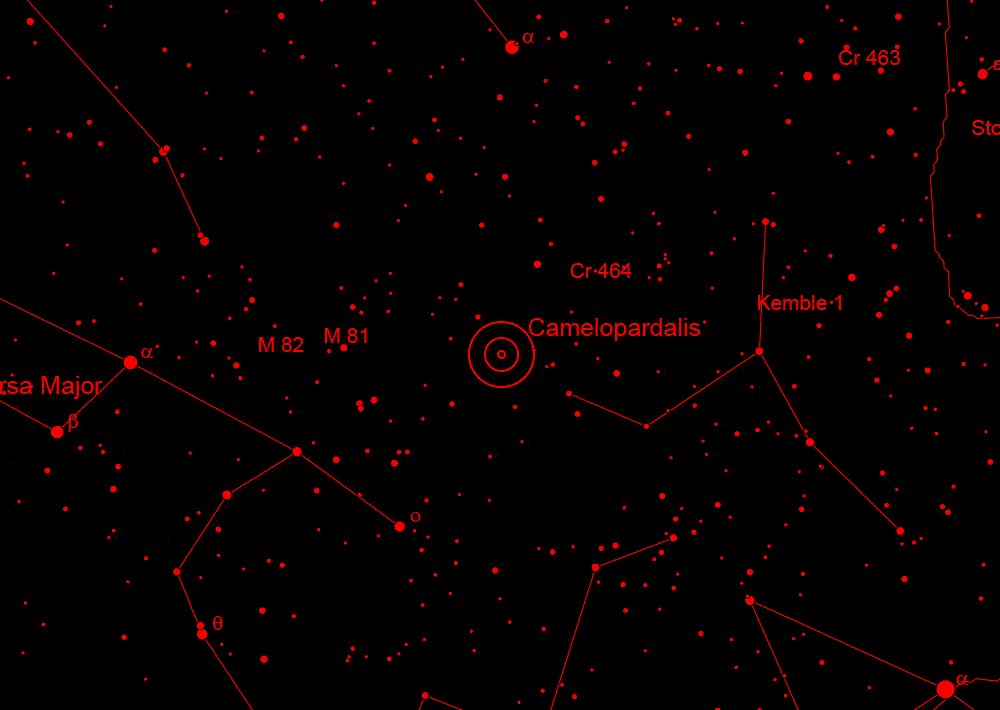 α
Cr 463
ε
Sto
Cr 464
Kemble 1
Camelopardalis
M 81
M 82
α
rsa Major
β
ο
θ
α